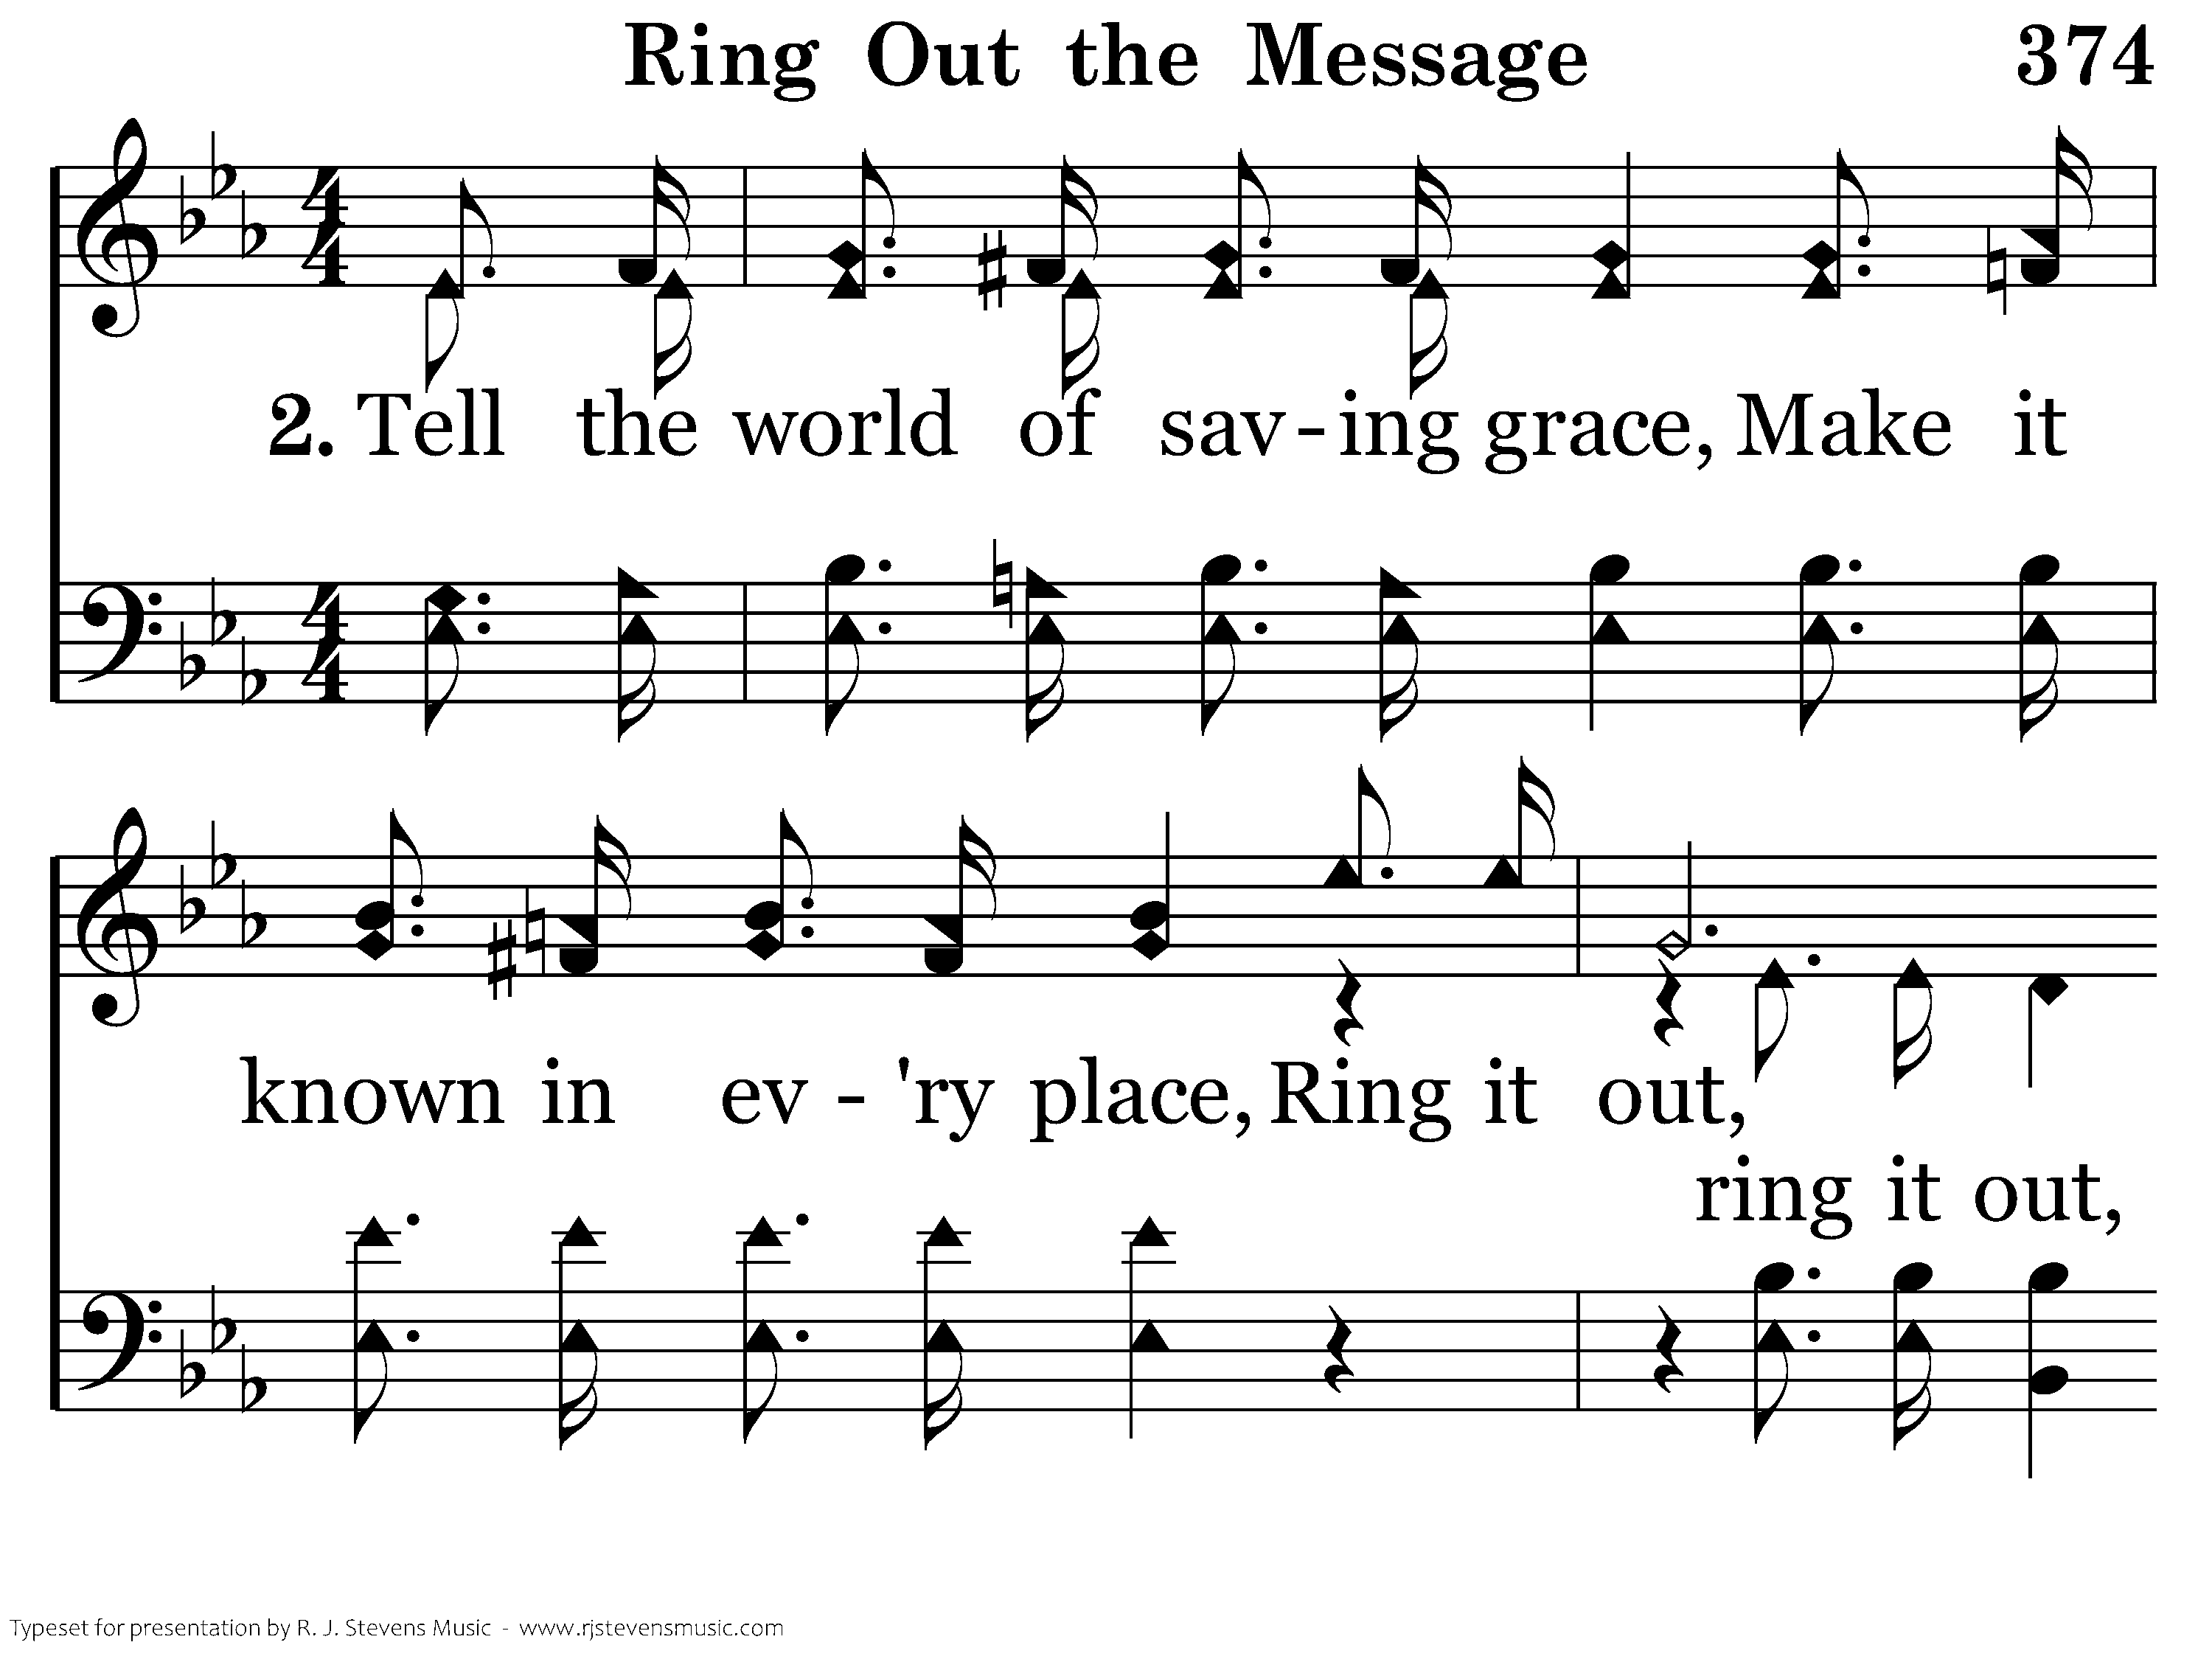 Ring Out the Message 374
2. Tell the world of sav-ing grace, Make it
known in ev - 'ry place, Ring it out,
ring it out,
Typeset for presentation by R. J. Stevens Music - www.rjstevensmusic.com